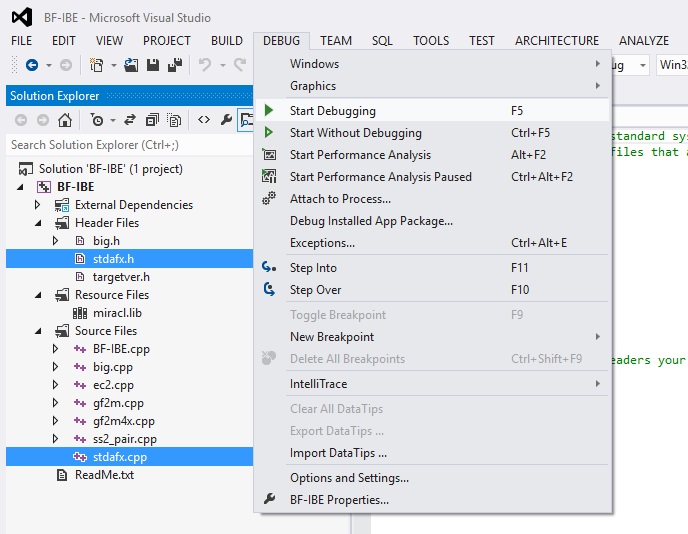 BF-IBE - Microsoft Visual Studio
FILE EDIT VIEW PROJECT BUILD DEBUG TEAM SQL TOOLS TEST ARCHITECTURE ANALYZE
Solution Explorer
Search Solution Explorer (Ctrl+;)
Solution 'BF-IBE' (1 project)
BF-IBE
External Dependencies
Header Files
big.h
stdafx.h
targetver.h
Resource Files
miracl.lib
Source Files
BF-IBE.cpp
big.cpp
ec2.cpp
gf2m.cpp
gf2m4x.cpp
ss2_pair.cpp
stdafx.cpp
ReadMe.txt
Windows
Graphics
Start Debugging F5
Start Without Debugging Ctrl+F5
Start Performance Analysis Alt+F2
Start Performance Analysis Paused Ctrl+Alt+F2
Attach to Process...
Debug Installed App Package...
Exceptions... Ctrl+Alt+E
Step Into F11
Step Over F10
Toggle Breakpoint F9
New Breakpoint
Delete All Breakpoints Ctrl+Shift+F9
IntelliTrace
Clear All DataTips
Export DataTips ...
Import DataTips ...
Options and Settings...
BF-IBE Properties...
ug Win3
standard sys
files that a
eaders your